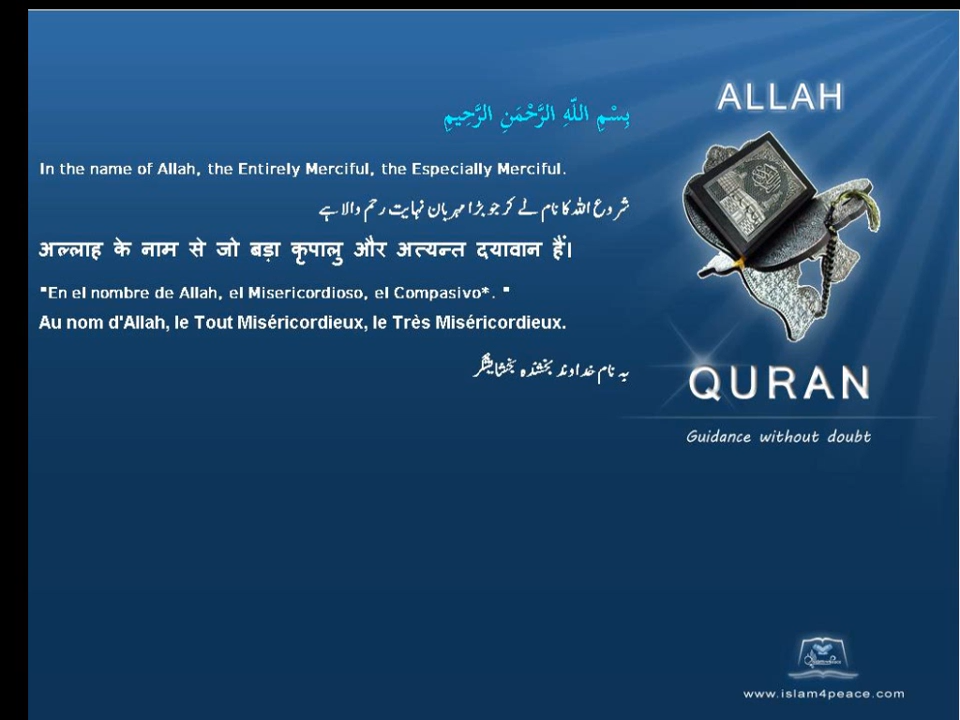 بِسْمِ اللّهِ الرَّحْمَنِ الرَّحِيمِ
In the name of Allah, the Entirely Merciful, the Especially Merciful.
شروع الله کا نام لے کر جو بڑا مہربان نہایت رحم والا ہے
अल्लाह के नाम से जो बड़ा कृपालु और अत्यन्त दयावान हैं।
"En el nombre de Allah, el Misericordioso, el Compasivo*. "
Au nom d'Allah, le Tout Miséricordieux, le Très Miséricordieux.
به نام خداوند بخشنده بخشایشگر
ALLAH
QURAN
Guidance without doubt
www.islam4peace.com